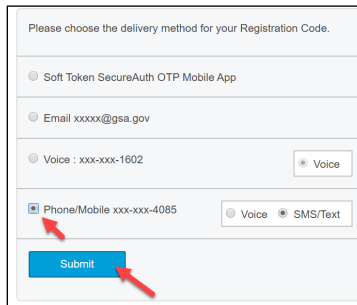 Please choose the delivery method for your Registration Code.
Soft Token SecureAuth OTP Mobile App
Email xxxxx@gsa.gov
Voice : xxx-xxx-1602 Voice
Phone/Mobile xxx-xxx-4085 Voice SMS/Text
Submit